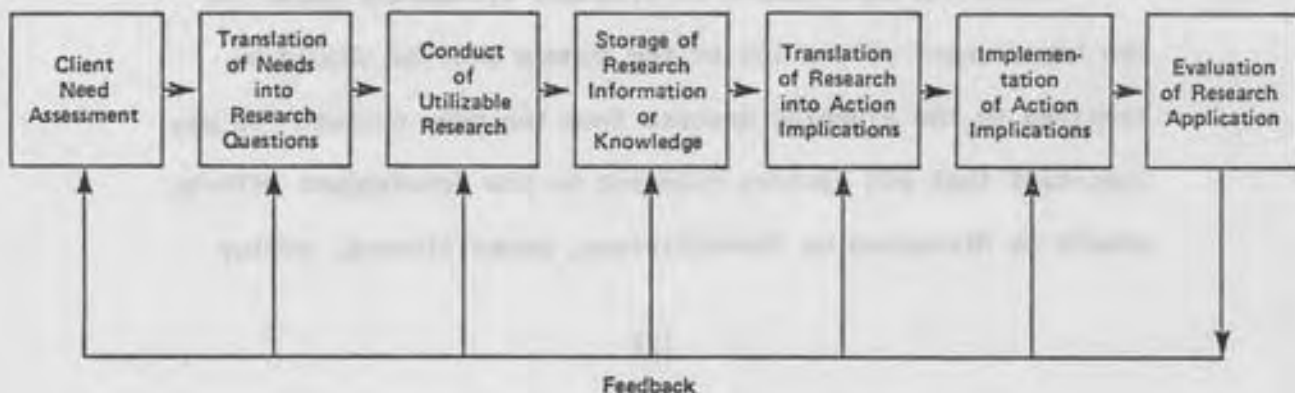 Client
Need
Assessment
Translation
of Needs
into
Research
Questions
Conduct
of
Utilizable
Research
Storage of
Research
Information
or
Knowledge
Translation
of Research
into Action
Implications
Implemen-
tation
of Action
Implications
Evaluation
of Research
Application
Feedback